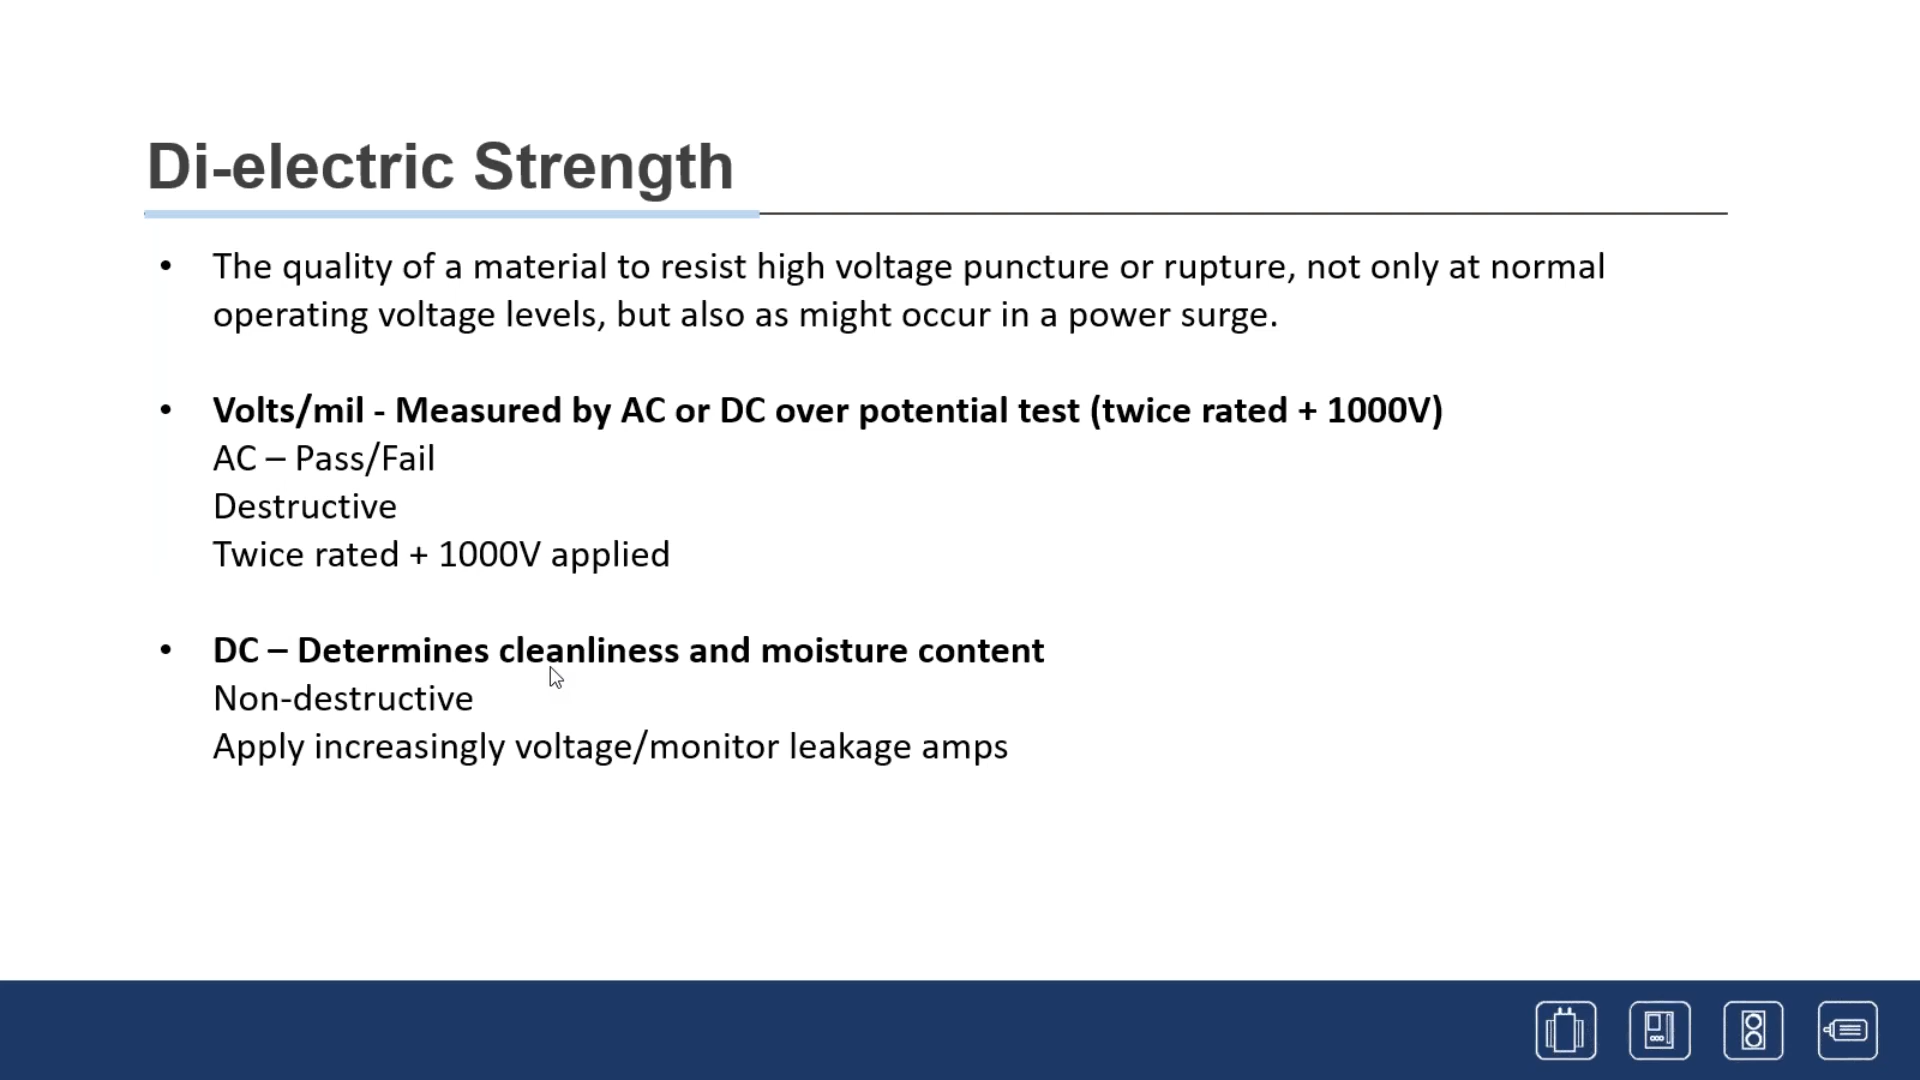 Di-electric Strength
• The quality of a material to resist high voltage puncture or rupture, not only at normal
operating voltage levels, but also as might occur in a power surge.
• Volts/mil - Measured by AC or DC over potential test (twice rated + 1000V)
AC – Pass/Fail
Destructive
Twice rated + 1000V applied
• DC – Determines cleanliness and moisture content
Non-destructive
Apply increasingly voltage/monitor leakage amps